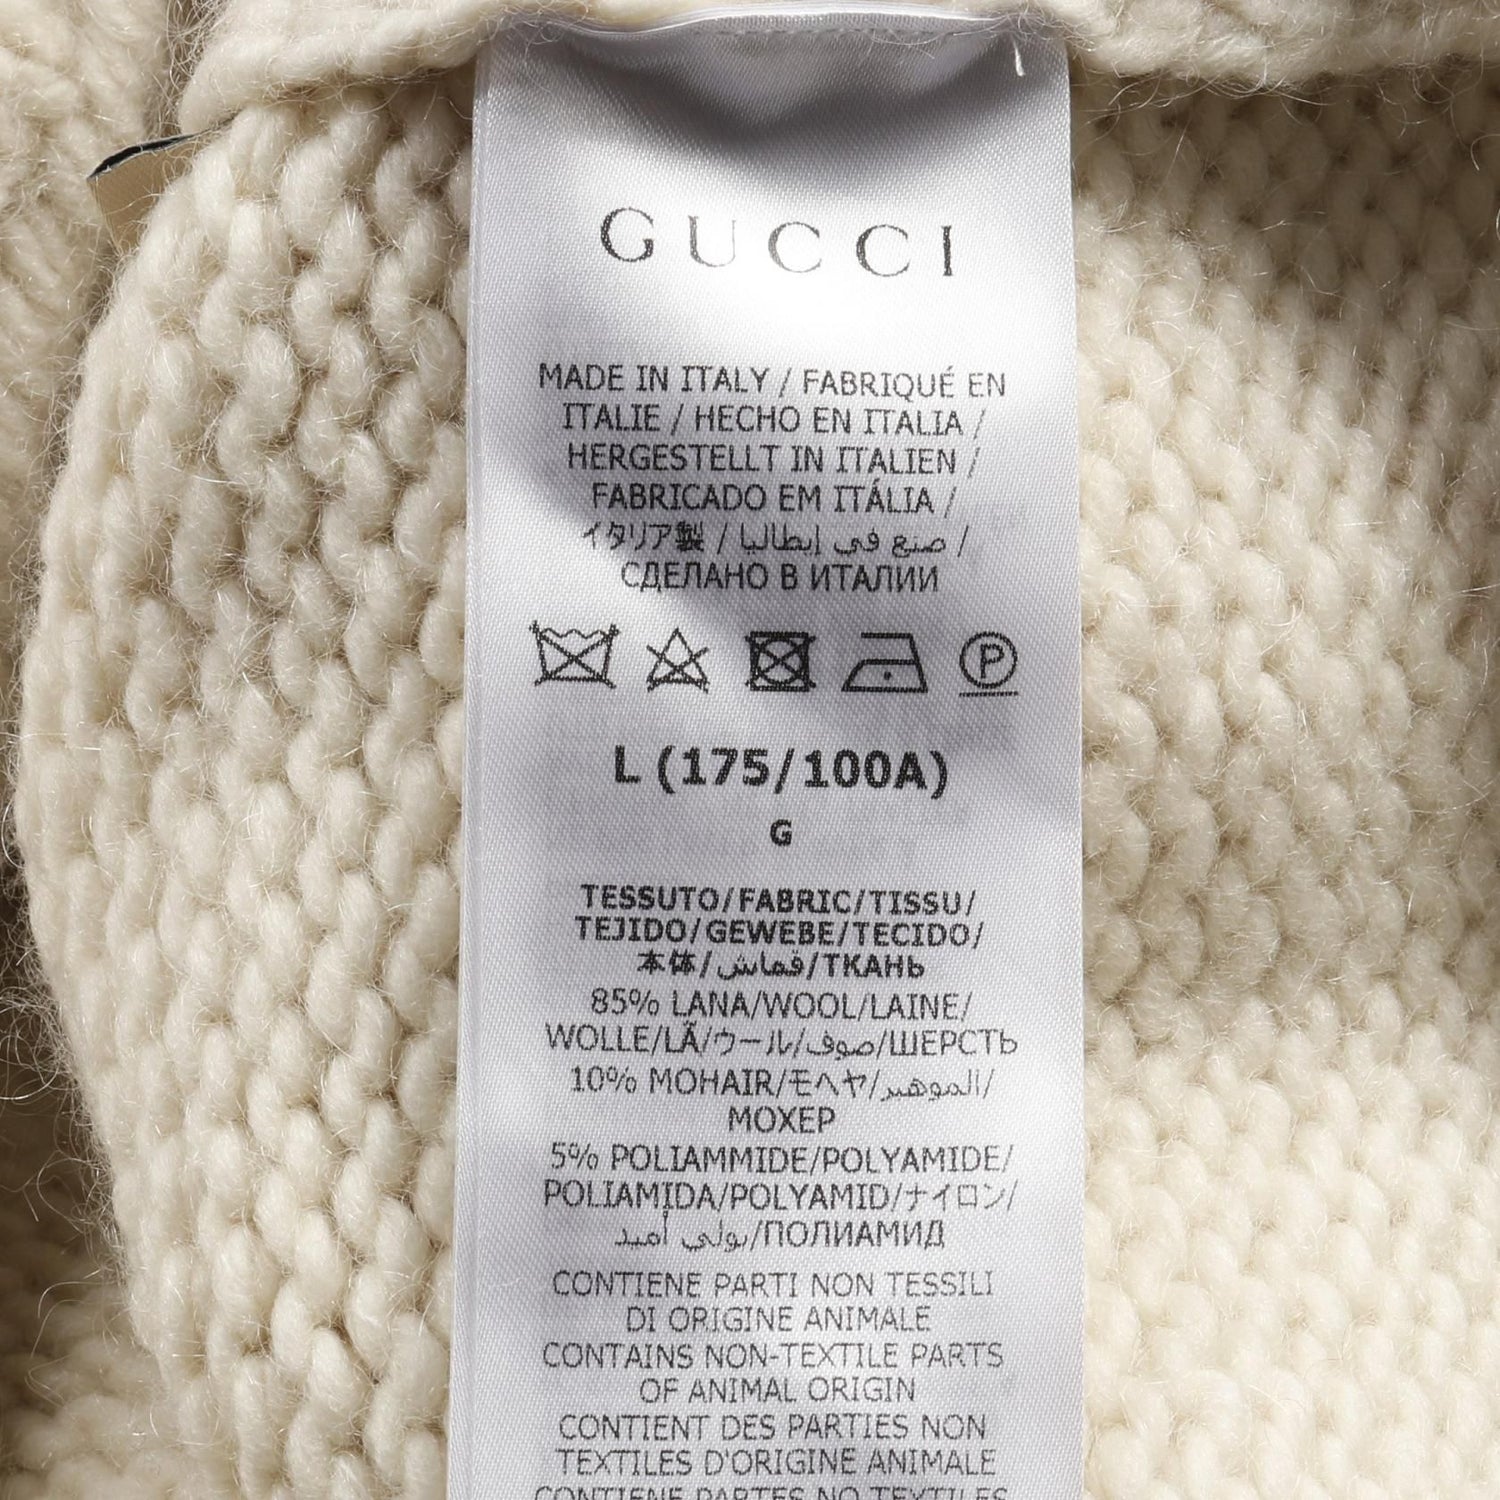 GUCCI
MADE IN ITALY / FABRIQUÉ EN
ITALIE / HECHO EN ITALIA /
HERGESTELLT IN ITALIEN /
FABRICADO EM ITÁLIA /
イタリア製 / صنع في إيطاليا /
СДЕЛАНО В ИТАЛИИ
P
L (175/100A)
G
TESSUTO/FABRIC/TISSU/
TEJIDO/GEWEBE/TECIDO/
本体/قماش/ТКАНЬ
85% LANA/WOOL/LAINE/
WOLLE/LÃ/ウール/صوف/ШЕРСТЬ
10% MOHAIR/モヘヤ/الموهير/
МОХЕР
5% POLIAMMIDE/POLYAMIDE/
POLIAMIDA/POLYAMID/ナイロン/
بولي أميد/ПОЛИАМИД
CONTIENE PARTI NON TESSILI
DI ORIGINE ANIMALE
CONTAINS NON-TEXTILE PARTS
OF ANIMAL ORIGIN
CONTIENT DES PARTIES NON
TEXTILES D'ORIGINE ANIMALE
CONTIENE PARTES NO TEXTILES